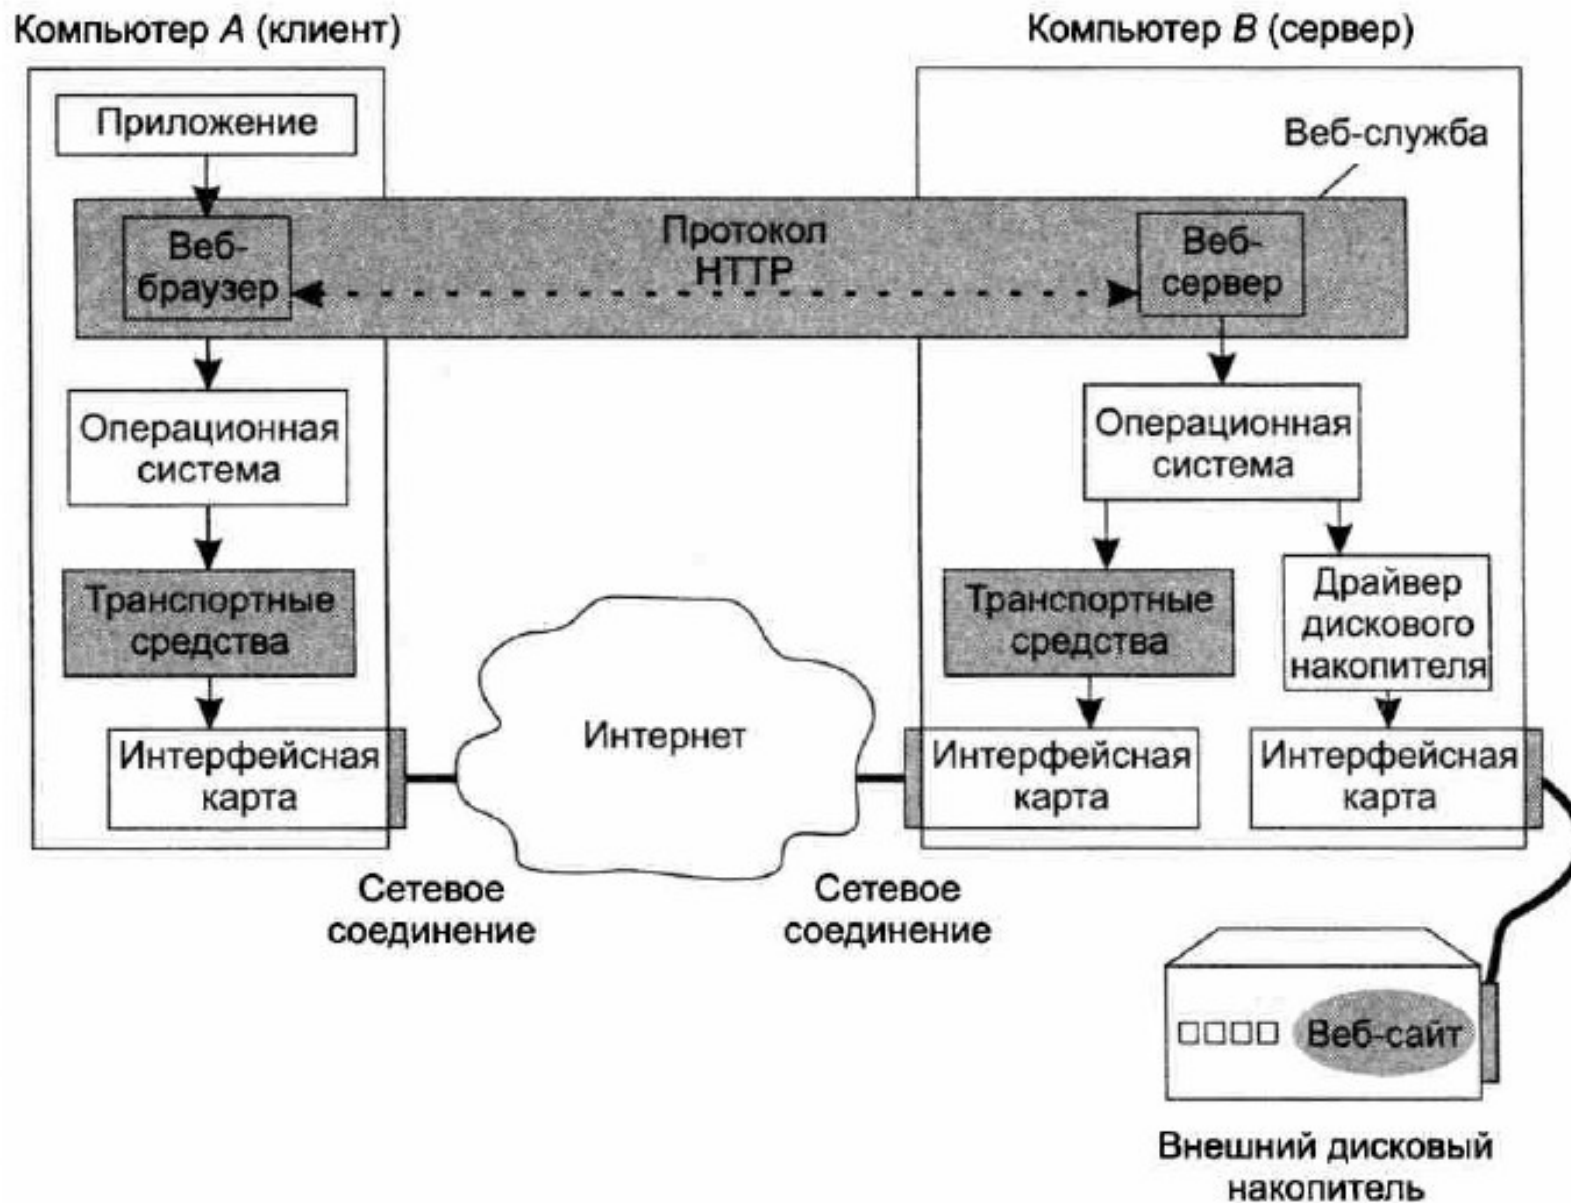 Компьютер A (клиент)
Компьютер B (сервер)
Приложение
Веб-служба
Веб-
браузер
Протокол
HTTP
Веб-
сервер
Операционная
система
Операционная
система
Транспортные
средства
Транспортные
средства
Драйвер
дискового
накопителя
Интерфейсная
карта
Интернет
Интерфейсная
карта
Интерфейсная
карта
Сетевое
соединение
Сетевое
соединение
Веб-сайт
Внешний дисковый
накопитель